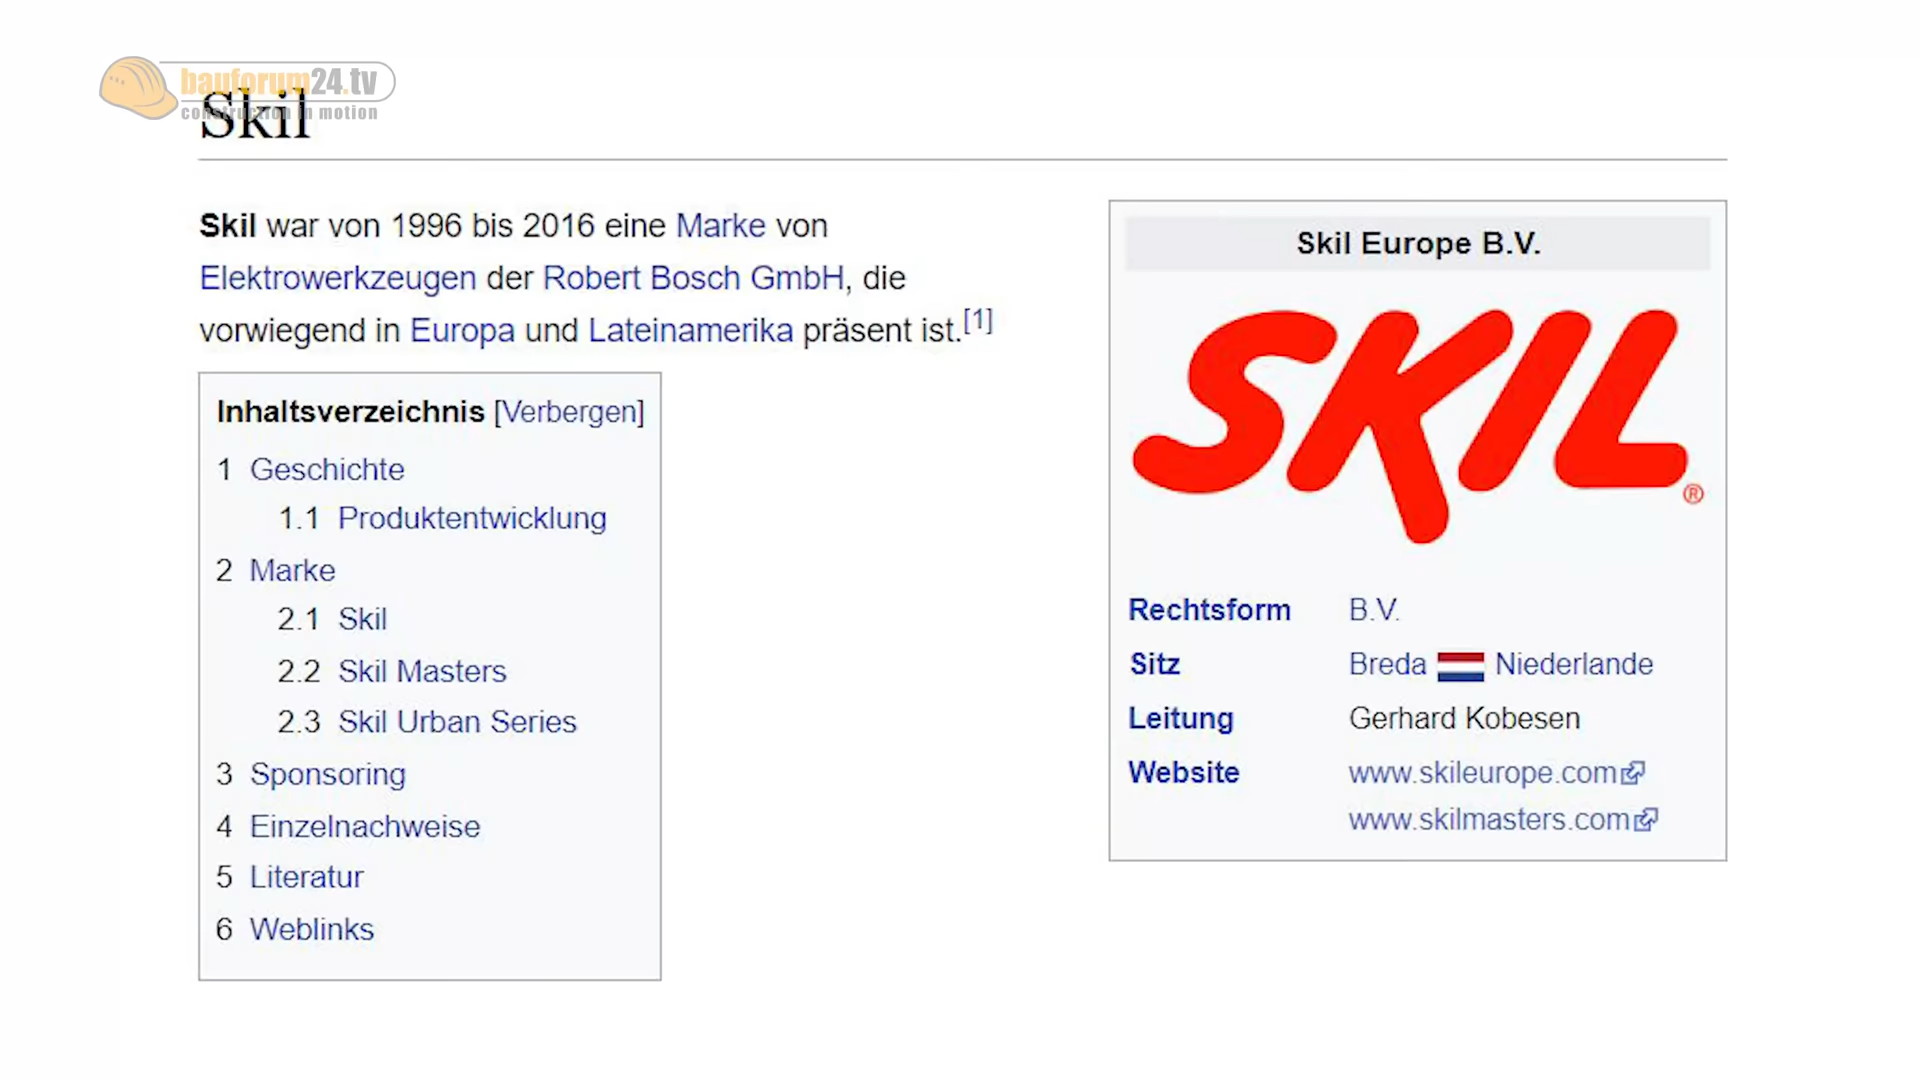 bauforum24.tv
construction in motion
Skil
Skil war von 1996 bis 2016 eine Marke von
Elektrowerkzeugen der Robert Bosch GmbH, die
vorwiegend in Europa und Lateinamerika präsent ist.[1]
Inhaltsverzeichnis [Verbergen]
1 Geschichte
1.1 Produktentwicklung
2 Marke
2.1 Skil
2.2 Skil Masters
2.3 Skil Urban Series
3 Sponsoring
4 Einzelnachweise
5 Literatur
6 Weblinks
Skil Europe B.V.
SKIL®
Rechtsform B.V.
Sitz Breda Niederlande
Leitung Gerhard Kobesen
Website www.skileurope.com
www.skilmasters.com